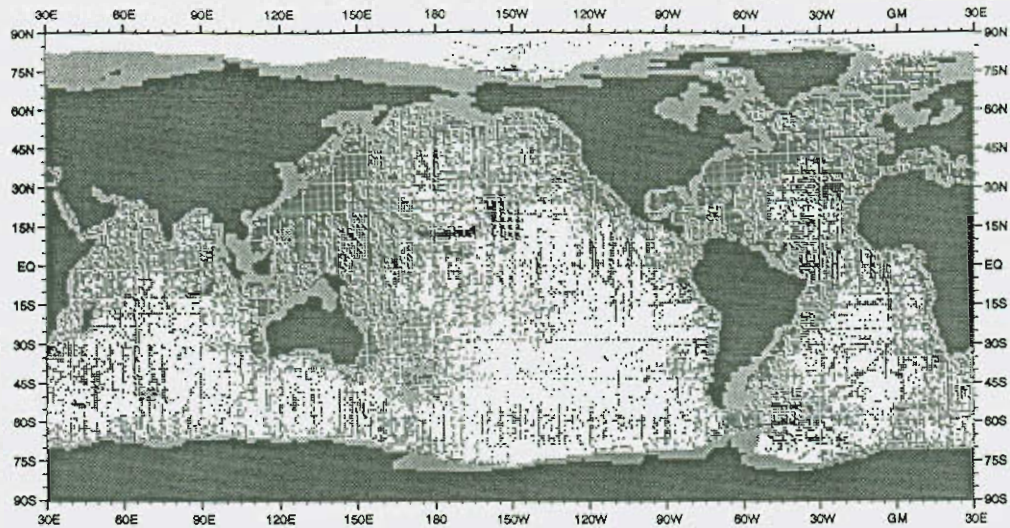 30E 60E 90E 120E 150E 180 150W 120W 90W 60W 30W GM 30E
90N 90N
75N 75N
60N 60N
45N 45N
30N 30N
15N 15N
EQ EQ
15S 15S
30S 30S
45S 45S
60S 60S
75S 75S
90S 90S
30E 60E 90E 120E 150E 180 150W 120W 90W 60W 30W GM 30E